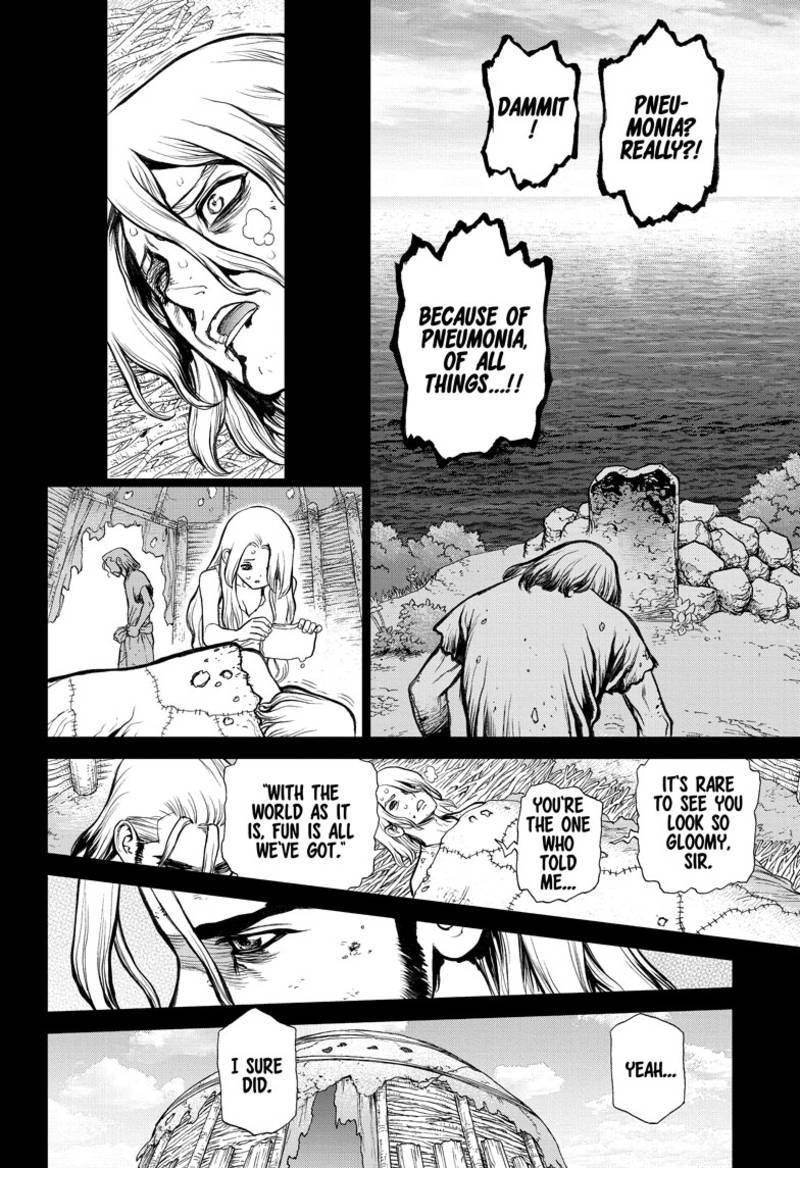 PNEU-
MONIA?
REALLY?!
DAMMIT
!
BECAUSE OF
PNEUMONIA,
OF ALL
THINGS...!!
IT'S RARE
TO SEE YOU
LOOK SO
GLOOMY,
SIR.
YOU'RE
THE ONE
WHO
TOLD
ME...
"WITH THE
WORLD AS IT
IS, FUN IS ALL
WE'VE GOT."
YEAH...
I SURE
DID.